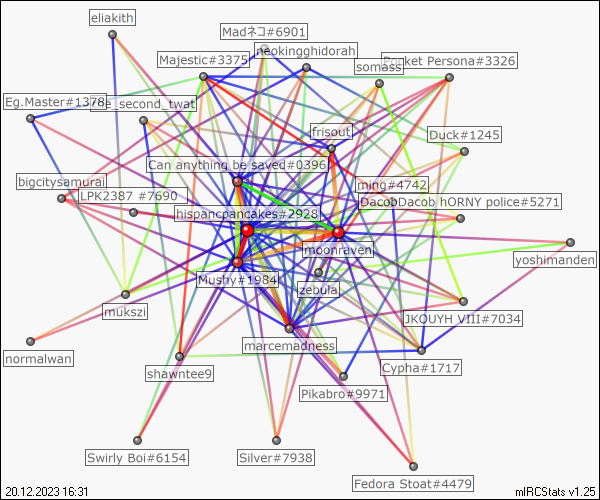 eliakith
Madネコ#6901
neokingghidorah
Majestic#3375
somass
Pocket Persona#3326
Eg.Master#1378
the_second_twat
frisout
Duck#1245
Can anything be saved#0396
bigcitysamurai
LPK2387 #7690
ming#4742
DacobDacob hORNY police#5271
hispancpancakes#2928
moonraven
yoshimanden
Mushy#1984
zebula
mukszi
JKOUYH VIII#7034
marcemadness
normalwan
shawntee9
Cypha#1717
Pikabro#9971
Swirly Boi#6154
Silver#7938
Fedora Stoat#4479
20.12.2023 16:31
mIRCStats v1.25